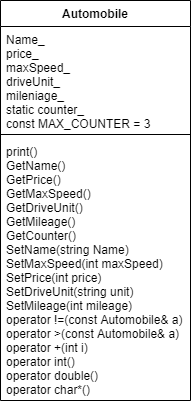 Automobile
Name_
price_
maxSpeed_
driveUnit_
mileniage_
static counter_
const MAX_COUNTER = 3
print()
GetName()
GetPrice()
GetMaxSpeed()
GetDriveUnit()
GetMileage()
GetCounter()
SetName(string Name)
SetMaxSpeed(int maxSpeed)
SetPrice(int price)
SetDriveUnit(string unit)
SetMileage(int mileage)
operator !=(const Automobile& a)
operator >(const Automobile& a)
operator +(int i)
operator int()
operator double()
operator char*()